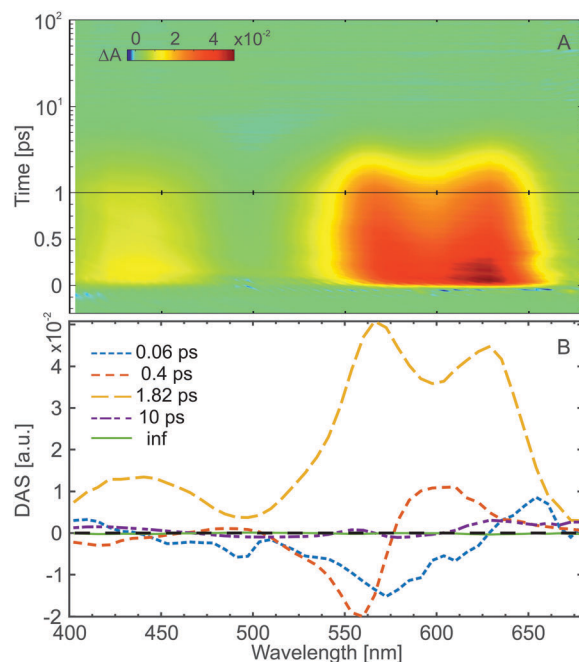 0 2 4 x10⁻²
ΔA
A
10²
10¹
1
0.5
0
Time [ps]
x10⁻²
B
5
4
3
2
1
0
-1
-2
DAS [a.u.]
0.06 ps
0.4 ps
1.82 ps
10 ps
inf
400 450 500 550 600 650
Wavelength [nm]